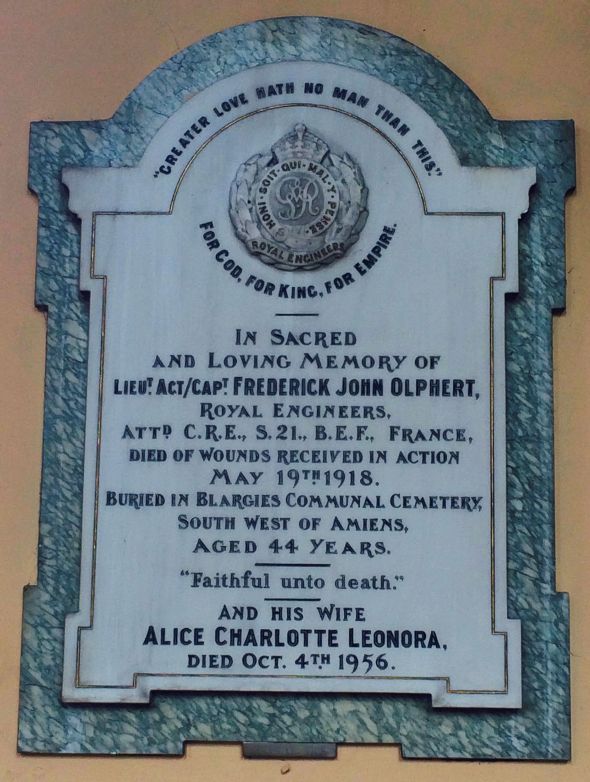 "GREATER LOVE HATH NO MAN THAN THIS."
HONI · SOIT · QUI · MAL · Y · PENSE
GVR
ROYAL ENGINEERS
FOR GOD, FOR KING, FOR EMPIRE.
IN SACRED
AND LOVING MEMORY OF
LIEUT. ACT/CAPT. FREDERICK JOHN OLPHERT,
ROYAL ENGINEERS,
ATTD C.R.E., S.21., B.E.F., FRANCE,
DIED OF WOUNDS RECEIVED IN ACTION
MAY 19TH 1918.
BURIED IN BLARGIES COMMUNAL CEMETERY,
SOUTH WEST OF AMIENS,
AGED 44 YEARS.
"Faithful unto death."
AND HIS WIFE
ALICE CHARLOTTE LEONORA,
DIED OCT. 4TH 1956.